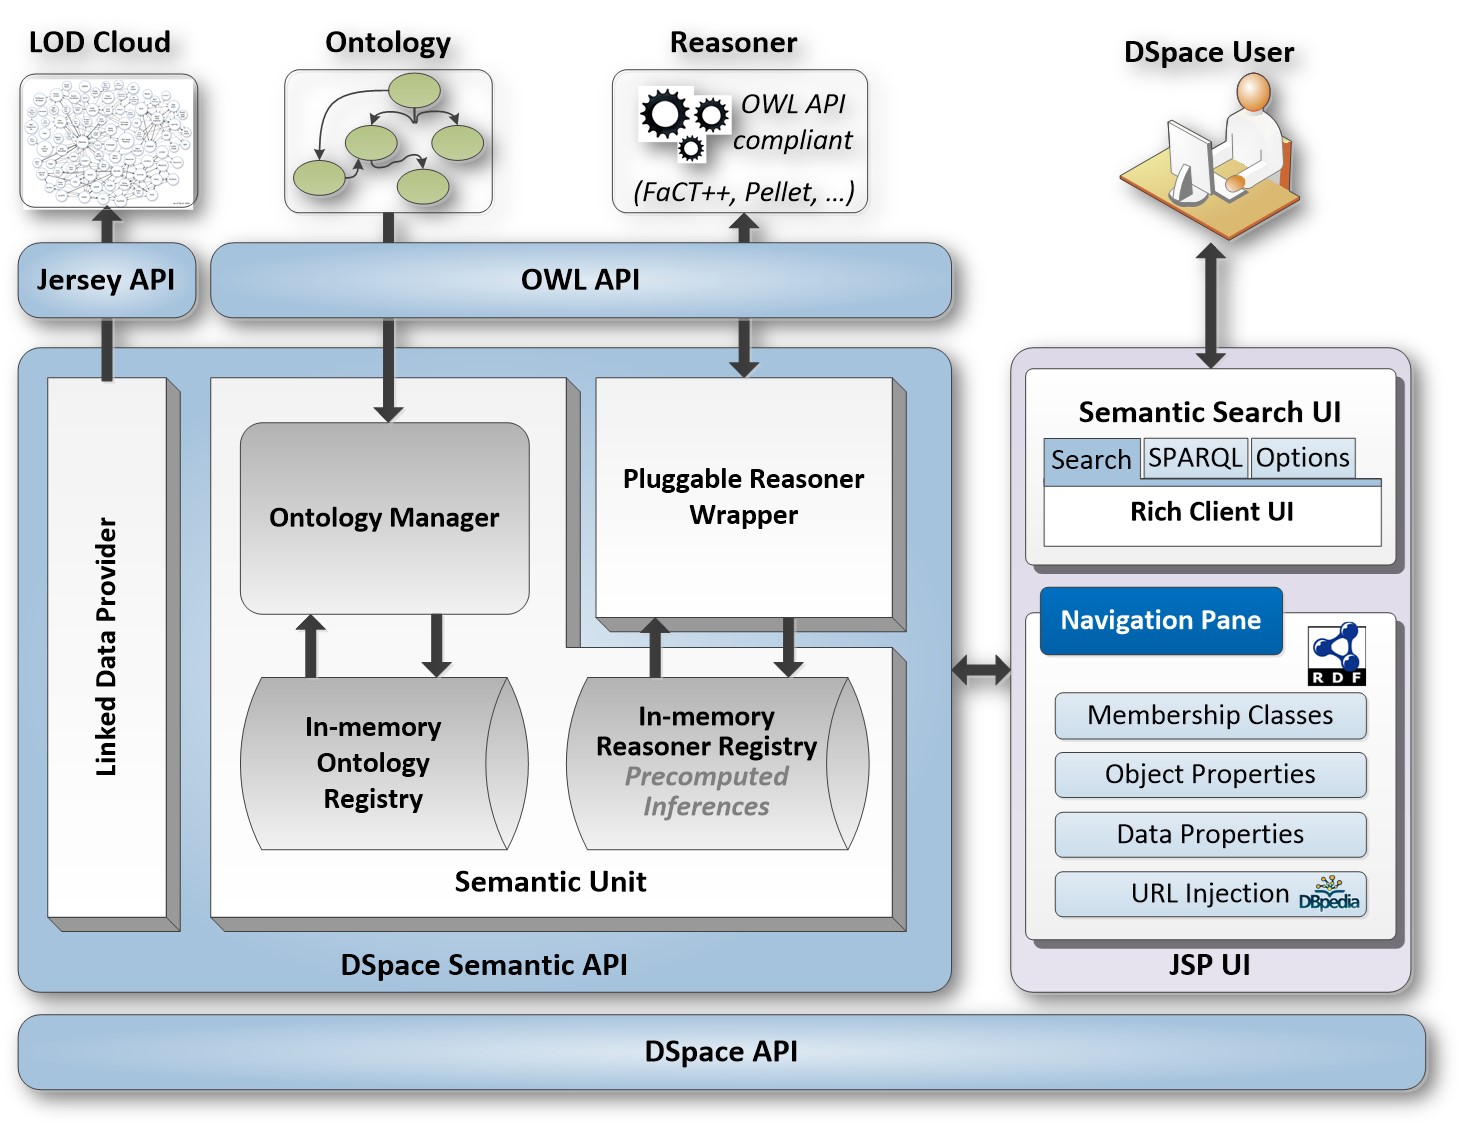 LOD Cloud
Ontology
Reasoner
DSpace User
OWL API
compliant
(FaCT++, Pellet, ...)
Jersey API
OWL API
Linked Data Provider
Ontology Manager
Pluggable Reasoner
Wrapper
In-memory
Ontology
Registry
In-memory
Reasoner Registry
Precomputed
Inferences
Semantic Unit
DSpace Semantic API
Semantic Search UI
Search
SPARQL
Options
Rich Client UI
Navigation Pane
RDF
Membership Classes
Object Properties
Data Properties
URL Injection
DBpedia
JSP UI
DSpace API